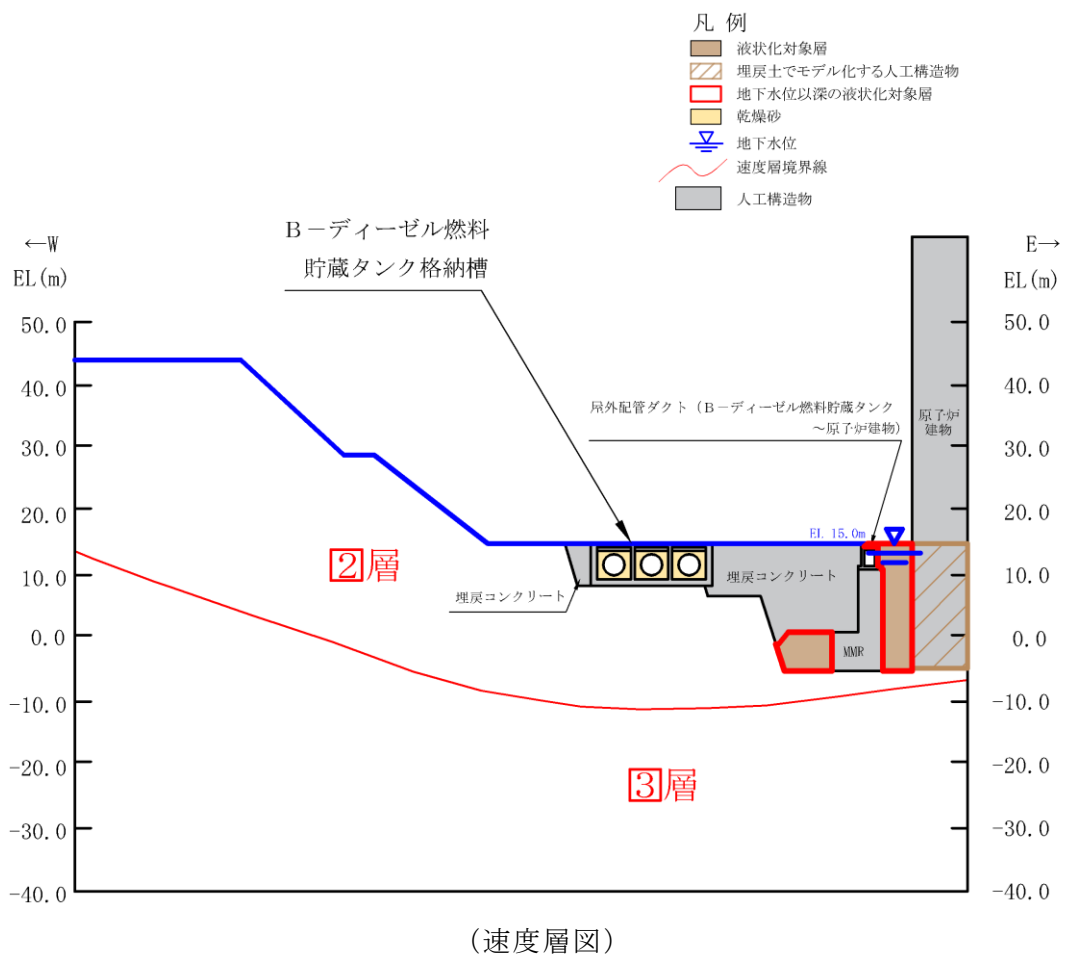 凡 例
液状化対象層
埋戻土でモデル化する人工構造物
地下水位以深の液状化対象層
乾燥砂
地下水位
速度層境界線
人工構造物
B－ディーゼル燃料
貯蔵タンク格納槽
←W
EL(m)
E→
EL(m)
50.0
40.0
30.0
20.0
10.0
0.0
-10.0
-20.0
-30.0
-40.0
50.0
40.0
30.0
20.0
10.0
0.0
-10.0
-20.0
-30.0
-40.0
屋外配管ダクト（B－ディーゼル燃料貯蔵タンク
～原子炉建物）
原子炉
建物
EL 15.0m
2層
埋戻コンクリート
埋戻コンクリート
MMR
3層
(速度層図)